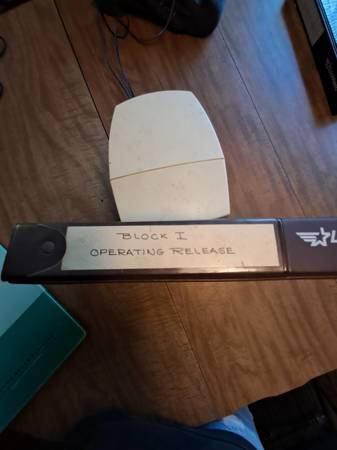 BLOCK I
OPERATING RELEASE